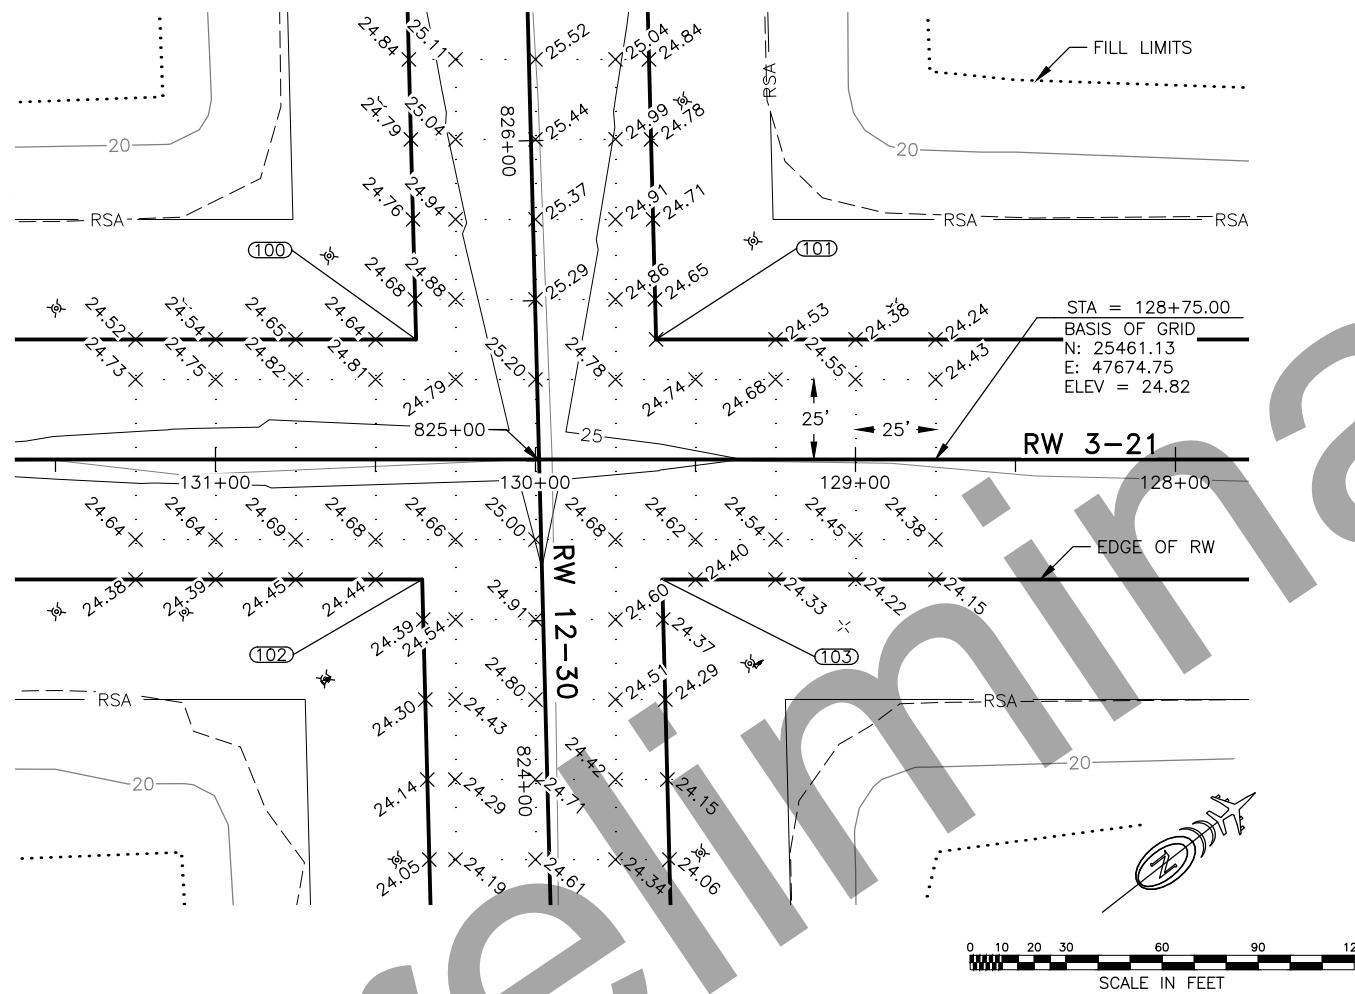 24.84 25.11 25.52 25.04 24.84
FILL LIMITS
RSA
24.79 25.04 826+00 25.44 24.99 24.78
20
20
24.76 24.94 25.37 24.91 24.71
RSA
RSA
RSA
100
101
24.68 24.88 25.29 24.86 24.65
24.52 24.54 24.65 24.64 24.53 24.38 24.24
STA = 128+75.00
BASIS OF GRID
N: 25461.13
E: 47674.75
ELEV = 24.82
24.73 24.75 24.82 24.81 24.79 25.20 24.78 24.74 24.68 24.55 24.43
825+00
25
25'
25'
RW 3-21
131+00
130+00
129+00
128+00
24.64 24.64 24.69 24.68 24.66 25.00 24.68 24.62 24.54 24.45 24.38
EDGE OF RW
24.38 24.39 24.45 24.44 24.40 24.33 24.22 24.15
RW 12-30
24.39 24.54 24.91 24.60 24.37
102
103
24.30 24.43 24.80 24.51 24.29
RSA
RSA
824+00
24.14 24.29 24.71 24.42 24.15
20
20
24.05 24.19 24.61 24.34 24.06
N
0 10 20 30 60 90 12
SCALE IN FEET
relimina